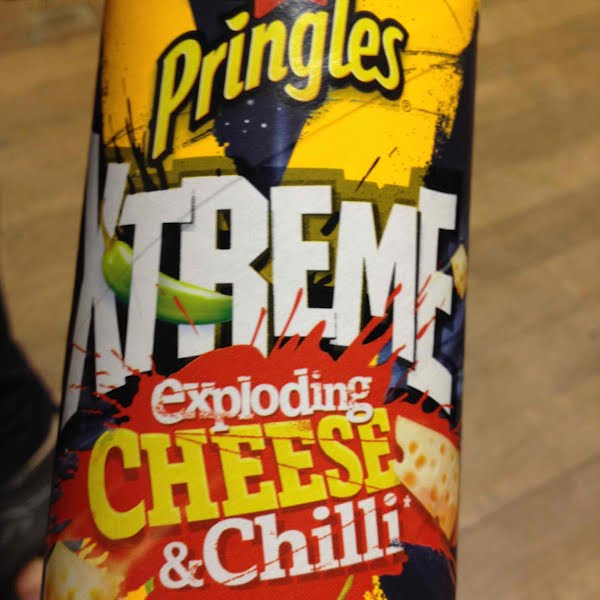 Pringles®
XTREME
exploding
CHEESE
& Chilli*